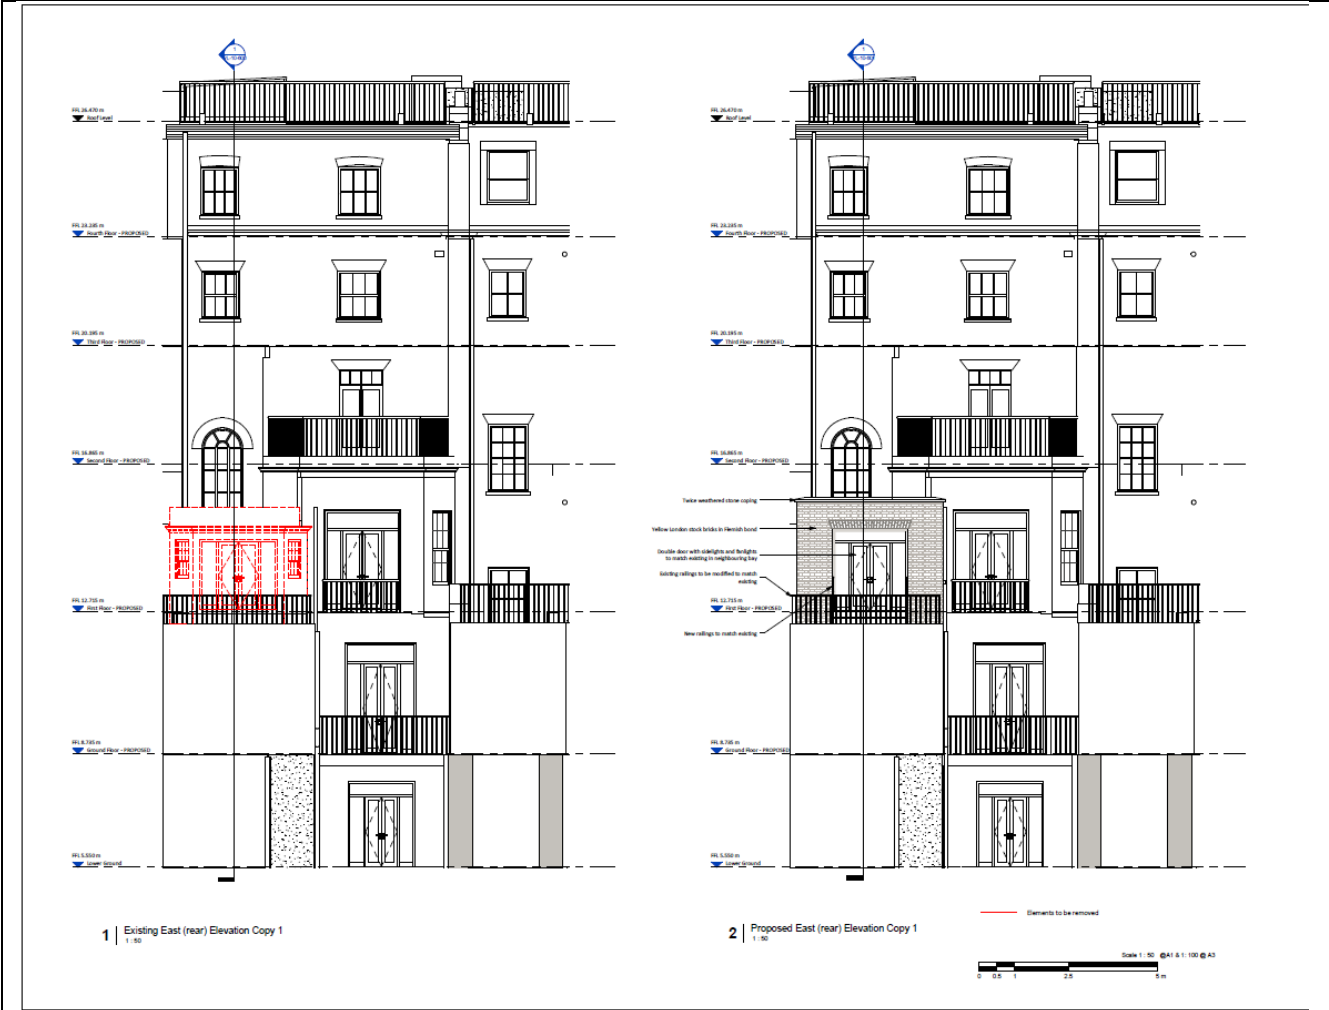 1
1
FFL 26.470 m
Roof Level
FFL 26.470 m
Roof Level
FFL 23.235 m
Fourth Floor - PROPOSED
FFL 23.235 m
Fourth Floor - PROPOSED
FFL 20.195 m
Third Floor - PROPOSED
FFL 20.195 m
Third Floor - PROPOSED
FFL 16.865 m
Second Floor - PROPOSED
FFL 16.865 m
Second Floor - PROPOSED
Twice weathered stone coping
Yellow London stock bricks in Flemish bond
Double door with sidelights and fanlights
to match existing in neighbouring bay
Existing railings to be modified to match
existing
FFL 12.715 m
First Floor - PROPOSED
FFL 12.715 m
First Floor - PROPOSED
New railings to match existing
FFL 8.735 m
Ground Floor - PROPOSED
FFL 8.735 m
Ground Floor - PROPOSED
FFL 5.550 m
Lower Ground
FFL 5.550 m
Lower Ground
1 Existing East (rear) Elevation Copy 1
1 : 50
2 Proposed East (rear) Elevation Copy 1
1 : 50
Elements to be removed
Scale 1 : 50 @A1 & 1: 100 @ A3
0 0.5 1 2.5 5 m